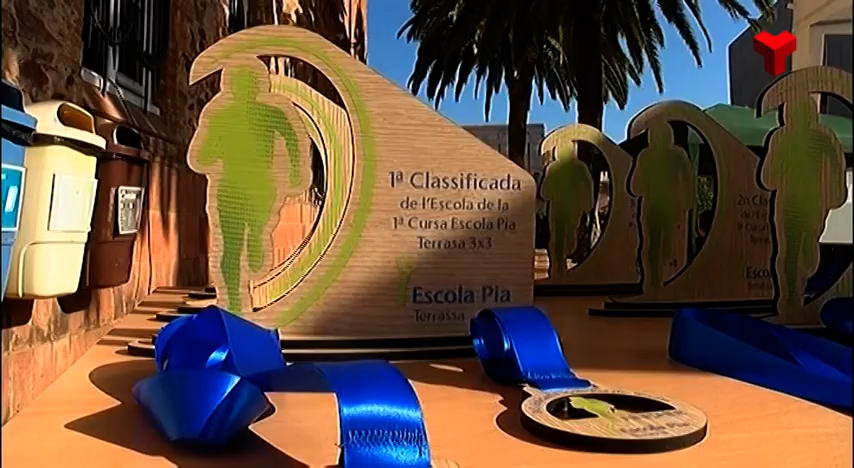 1ª Classificada
de l'Escola de la
1ª Cursa Escola Pia
Terrassa 3x3
Escola Pia
Terrassa